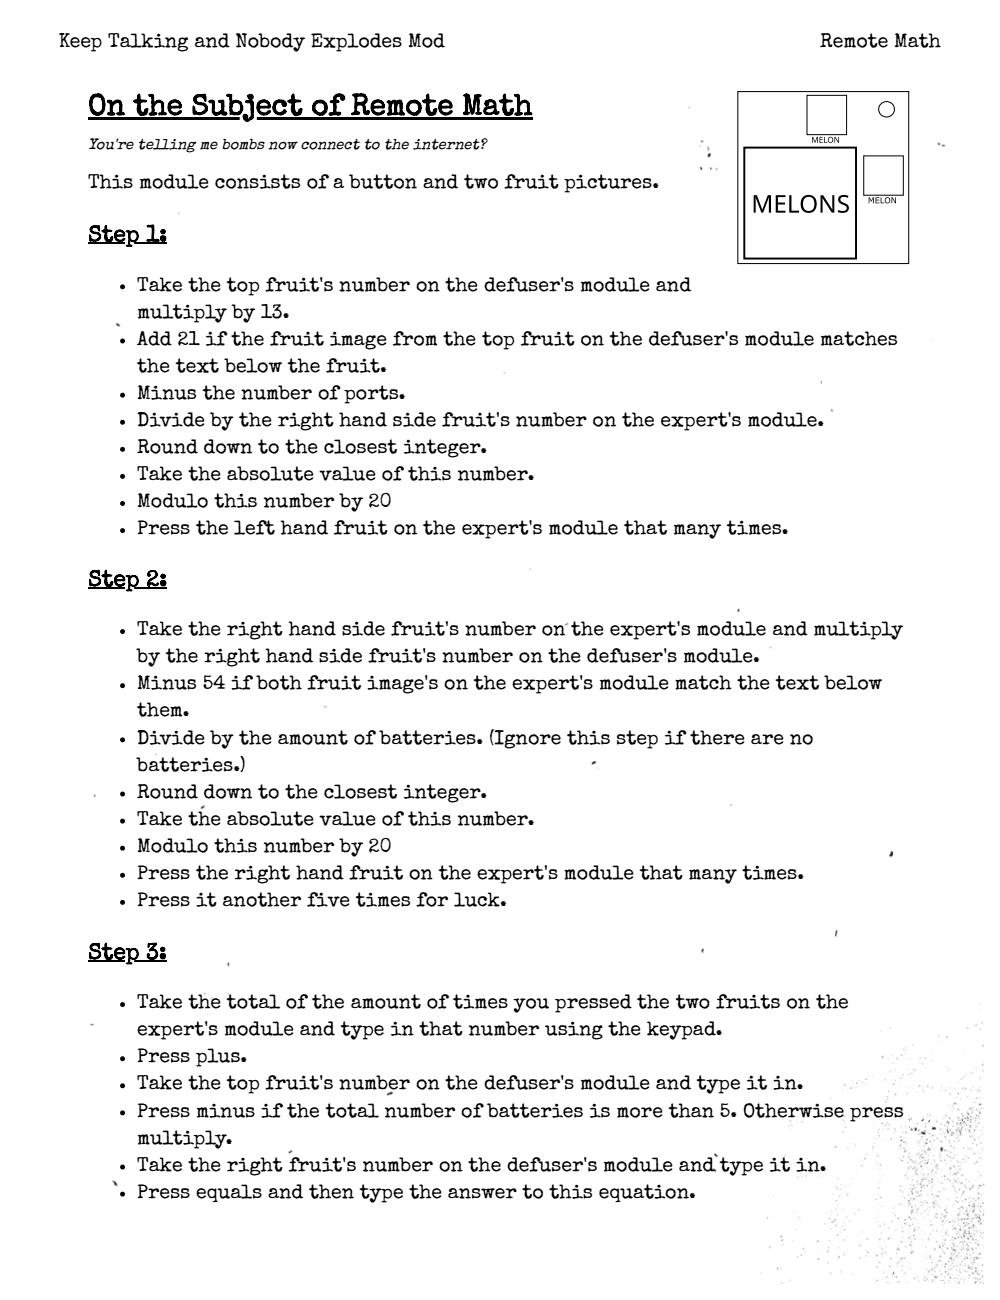 Keep Talking and Nobody Explodes Mod
Remote Math
On the Subject of Remote Math
You're telling me bombs now connect to the internet?
This module consists of a button and two fruit pictures.
MELON
MELONS
MELON
Step 1:
• Take the top fruit's number on the defuser's module and
multiply by 13.
• Add 21 if the fruit image from the top fruit on the defuser's module matches
the text below the fruit.
• Minus the number of ports.
• Divide by the right hand side fruit's number on the expert's module.
• Round down to the closest integer.
• Take the absolute value of this number.
• Modulo this number by 20
• Press the left hand fruit on the expert's module that many times.
Step 2:
• Take the right hand side fruit's number on the expert's module and multiply
by the right hand side fruit's number on the defuser's module.
• Minus 54 if both fruit image's on the expert's module match the text below
them.
• Divide by the amount of batteries. (Ignore this step if there are no
batteries.)
• Round down to the closest integer.
• Take the absolute value of this number.
• Modulo this number by 20
• Press the right hand fruit on the expert's module that many times.
• Press it another five times for luck.
Step 3:
• Take the total of the amount of times you pressed the two fruits on the
expert's module and type in that number using the keypad.
• Press plus.
• Take the top fruit's number on the defuser's module and type it in.
• Press minus if the total number of batteries is more than 5. Otherwise press
multiply.
• Take the right fruit's number on the defuser's module and type it in.
• Press equals and then type the answer to this equation.